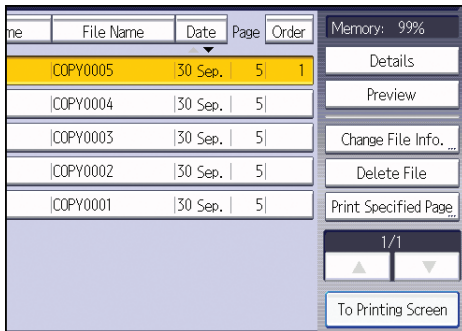 me File Name Date Page Order
COPY0005 30 Sep. 5 1
COPY0004 30 Sep. 5
COPY0003 30 Sep. 5
COPY0002 30 Sep. 5
COPY0001 30 Sep. 5
Memory: 99%
Details
Preview
Change File Info.
Delete File
Print Specified Page
1/1
To Printing Screen